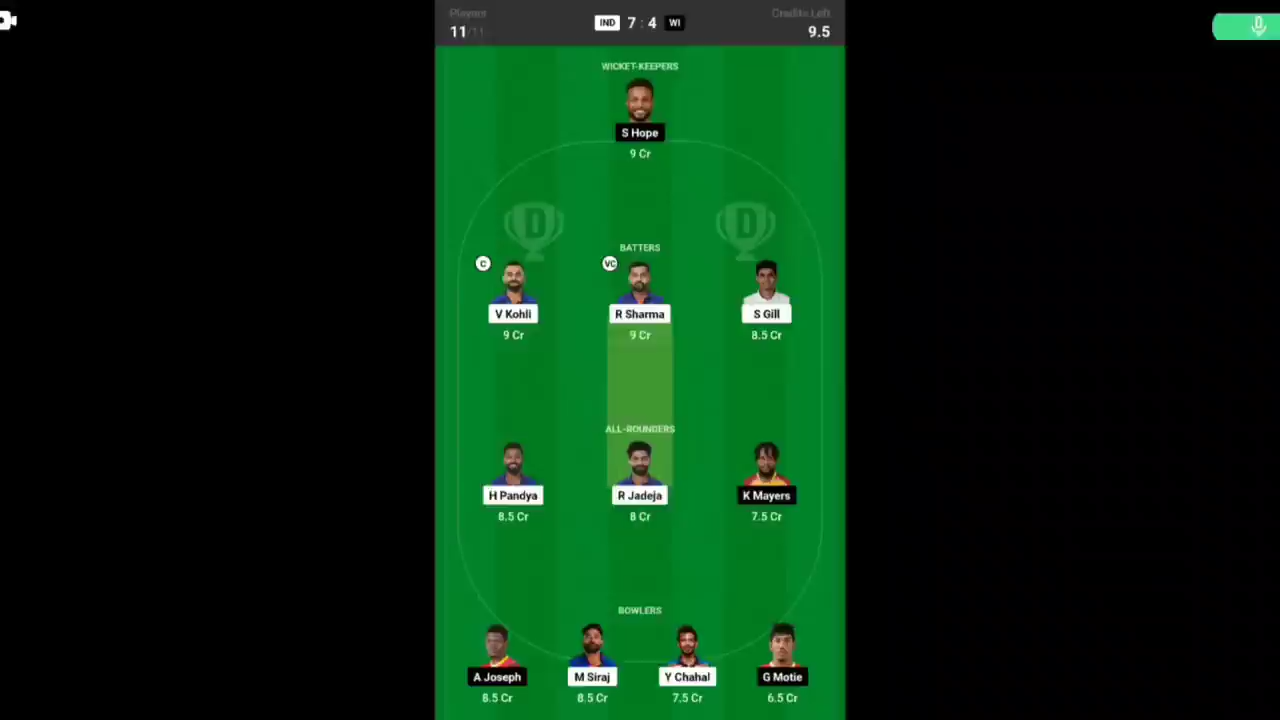 Players
Credits Left
IND 7 : 4 WI
11/11
9.5
WICKET-KEEPERS
S Hope
9 Cr
D D
BATTERS
C VC
V Kohli R Sharma S Gill
9 Cr 9 Cr 8.5 Cr
ALL-ROUNDERS
H Pandya R Jadeja K Mayers
8.5 Cr 8 Cr 7.5 Cr
BOWLERS
A Joseph M Siraj Y Chahal G Motie
8.5 Cr 8.5 Cr 7.5 Cr 6.5 Cr